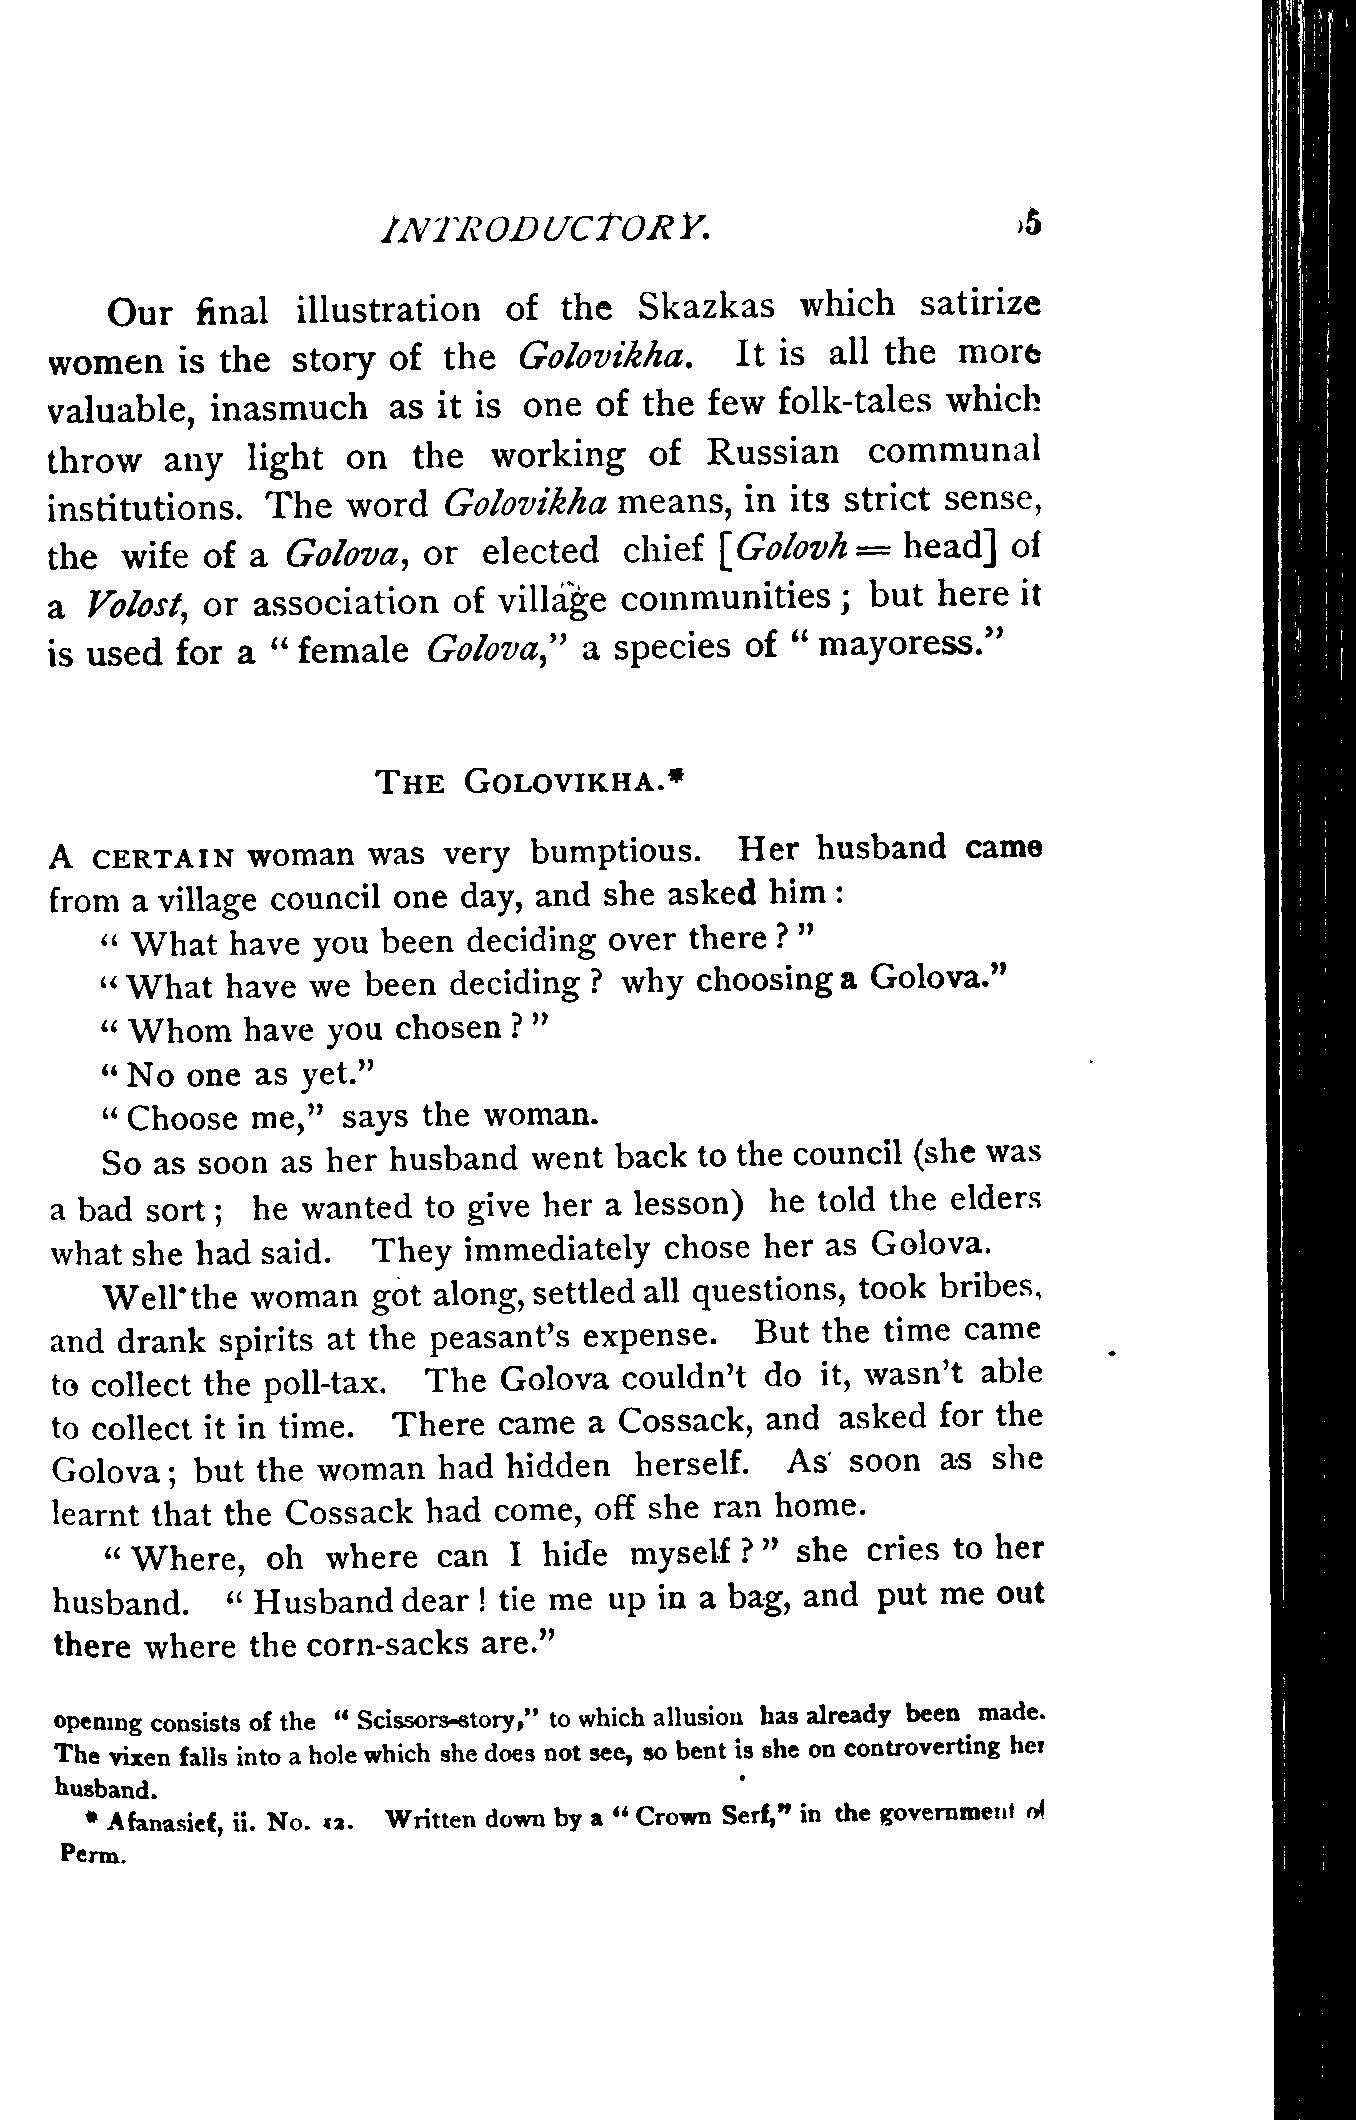 INTRODUCTORY. 5
Our final illustration of the Skazkas which satirize
women is the story of the Golovikha. It is all the more
valuable, inasmuch as it is one of the few folk-tales which
throw any light on the working of Russian communal
institutions. The word Golovikha means, in its strict sense,
the wife of a Golova, or elected chief [Golovh = head] of
a Volost, or association of village communities; but here it
is used for a "female Golova," a species of "mayoress."
THE GOLOVIKHA.*
A CERTAIN woman was very bumptious. Her husband came
from a village council one day, and she asked him:
"What have you been deciding over there?"
"What have we been deciding? why choosing a Golova."
"Whom have you chosen?"
"No one as yet."
"Choose me," says the woman.
So as soon as her husband went back to the council (she was
a bad sort; he wanted to give her a lesson) he told the elders
what she had said. They immediately chose her as Golova.
Well the woman got along, settled all questions, took bribes,
and drank spirits at the peasant's expense. But the time came
to collect the poll-tax. The Golova couldn't do it, wasn't able
to collect it in time. There came a Cossack, and asked for the
Golova; but the woman had hidden herself. As soon as she
learnt that the Cossack had come, off she ran home.
"Where, oh where can I hide myself?" she cries to her
husband. "Husband dear! tie me up in a bag, and put me out
there where the corn-sacks are."
opening consists of the "Scissors-story," to which allusion has already been made.
The vixen falls into a hole which she does not see, so bent is she on controverting her
husband.
* Afanasief, ii. No. 12. Written down by a "Crown Serf," in the government of
Perm.